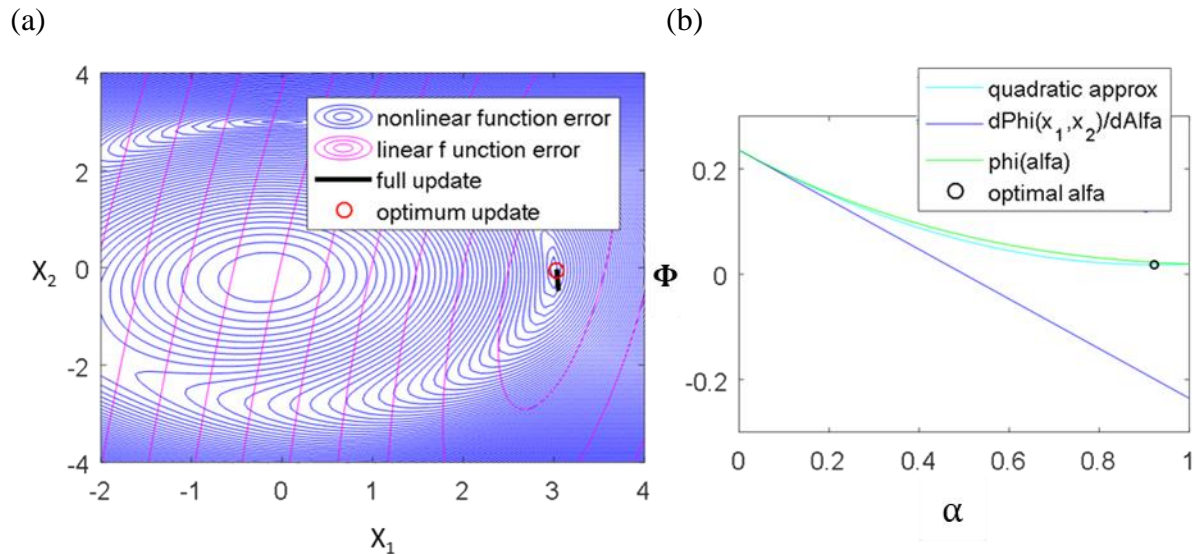 (a)
(b)
4
2
0
-2
-4
X2
-2
-1
0
1
2
3
4
X1
nonlinear function error
linear f unction error
full update
optimum update
0.2
0
-0.2
Φ
0
0.2
0.4
0.6
0.8
1
α
quadratic approx
dPhi(x1,x2)/dAlfa
phi(alfa)
optimal alfa